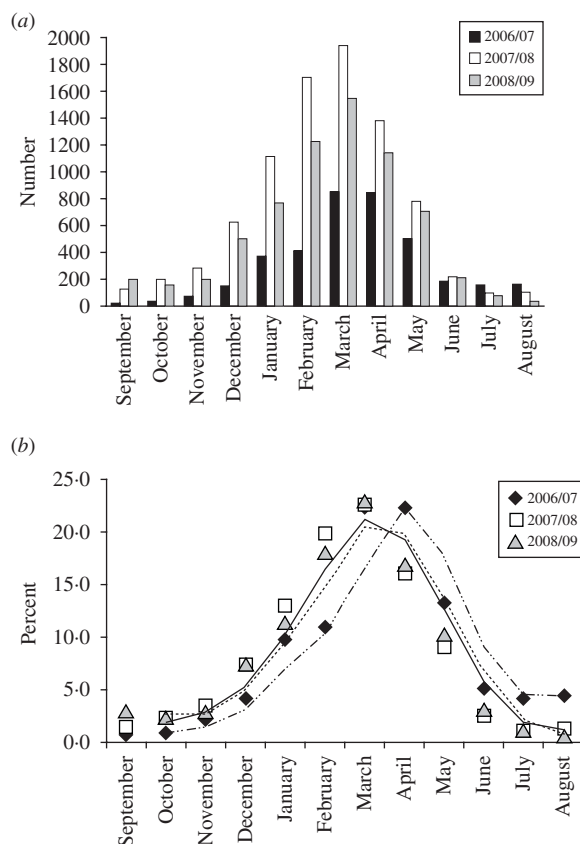 (a)
2000
1800
1600
1400
1200
1000
800
600
400
200
0
Number
2006/07
2007/08
2008/09
September
October
November
December
January
February
March
April
May
June
July
August
(b)
25·0
20·0
15·0
10·0
5·0
0·0
Percent
2006/07
2007/08
2008/09
September
October
November
December
January
February
March
April
May
June
July
August